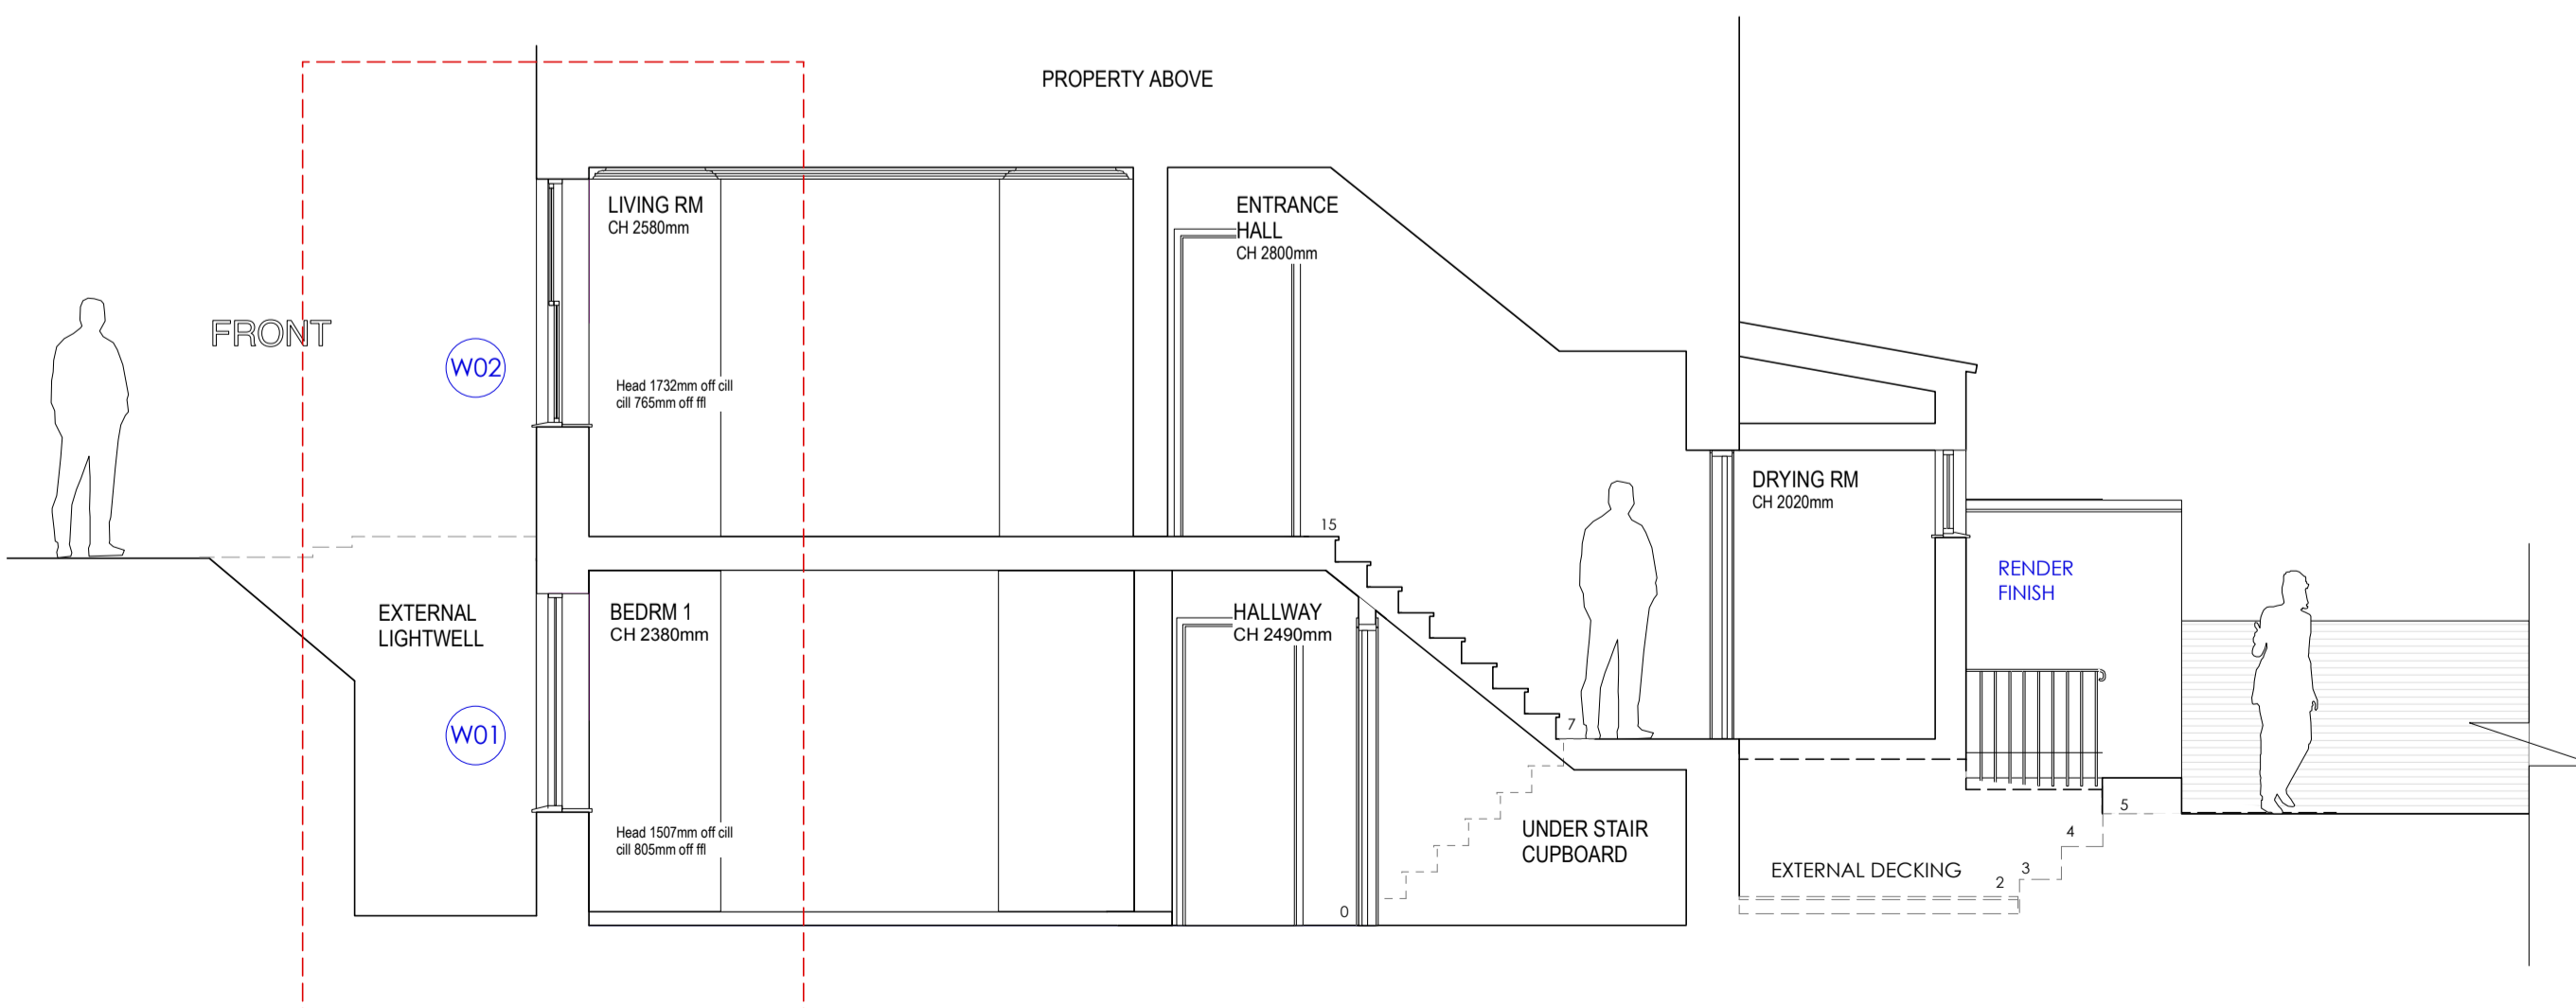 PROPERTY ABOVE
LIVING RM
CH 2580mm
ENTRANCE
HALL
CH 2800mm
FRONT
W02
Head 1732mm off cill
cill 765mm off ffl
DRYING RM
CH 2020mm
15
RENDER
FINISH
EXTERNAL
LIGHTWELL
BEDRM 1
CH 2380mm
HALLWAY
CH 2490mm
W01
7
Head 1507mm off cill
cill 805mm off ffl
UNDER STAIR
CUPBOARD
5
4
3
EXTERNAL DECKING
2
0